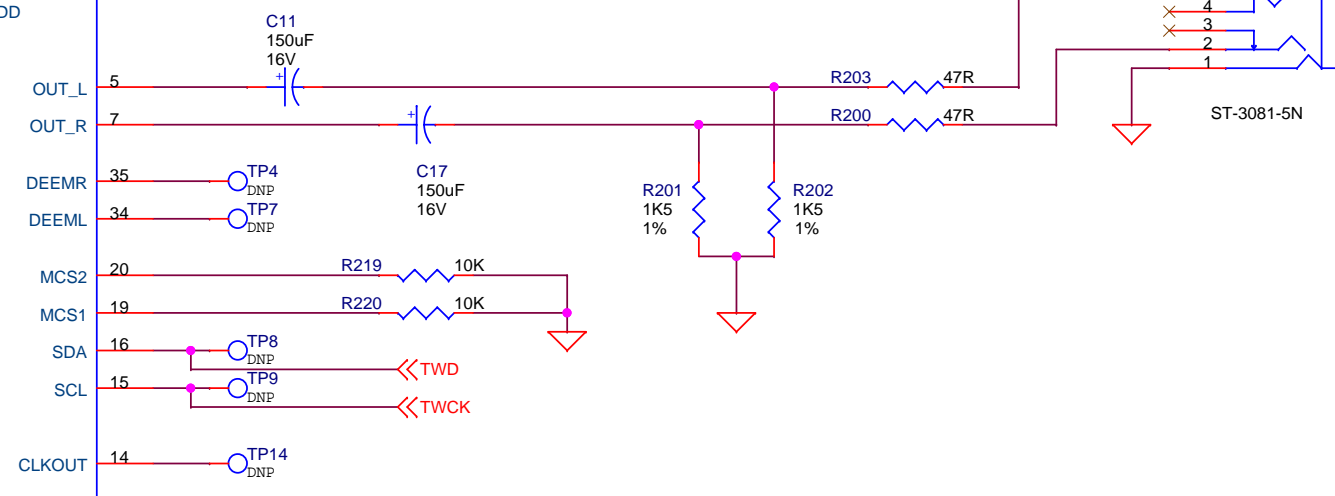 OD
C11
150uF
16V
+
OUT_L 5
R203 47R
4
3
2
1
OUT_R 7
+
R200 47R
ST-3081-5N
C17
150uF
16V
DEEMR 35 TP4
DNP
DEEML 34 TP7
DNP
R201
1K5
1%
R202
1K5
1%
MCS2 20 R219 10K
MCS1 19 R220 10K
SDA 16 TP8
DNP
TWD
SCL 15 TP9
DNP
TWCK
CLKOUT 14 TP14
DNP